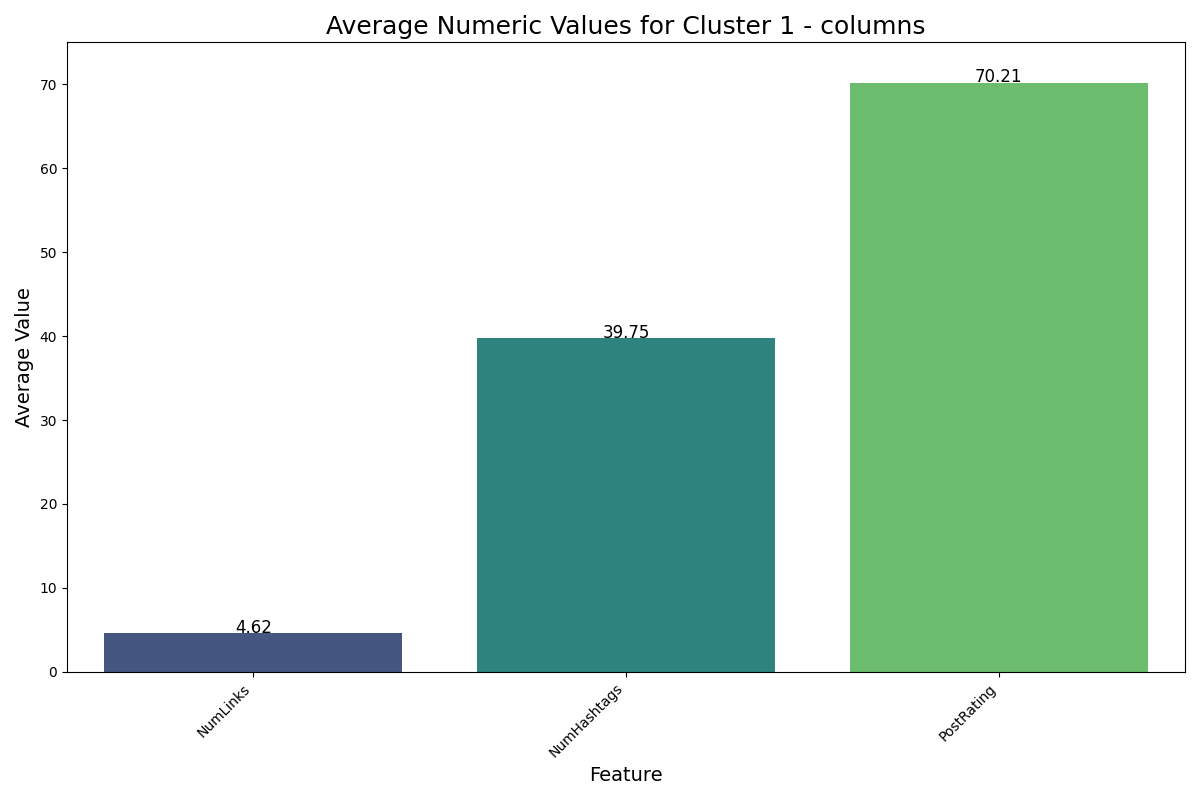 Average Numeric Values for Cluster 1 - columns
70.21
39.75
4.62
70
60
50
40
30
20
10
0
Average Value
NumLinks
NumHashtags
PostRating
Feature